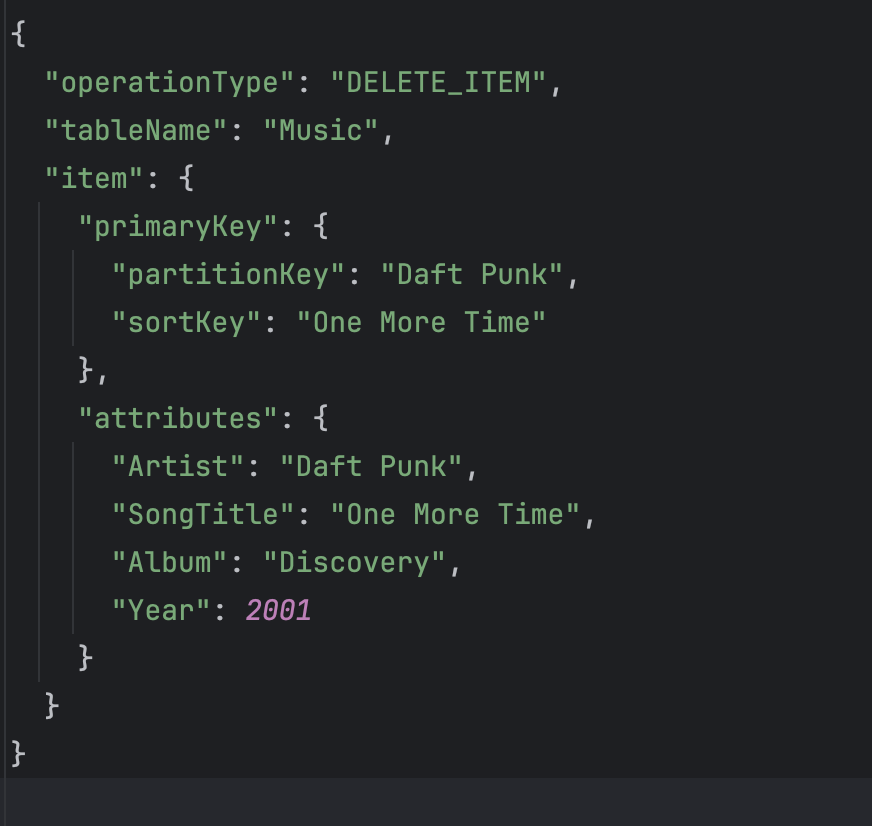 {
  "operationType": "DELETE_ITEM",
  "tableName": "Music",
  "item": {
    "primaryKey": {
      "partitionKey": "Daft Punk",
      "sortKey": "One More Time"
    },
    "attributes": {
      "Artist": "Daft Punk",
      "SongTitle": "One More Time",
      "Album": "Discovery",
      "Year": 2001
    }
  }
}